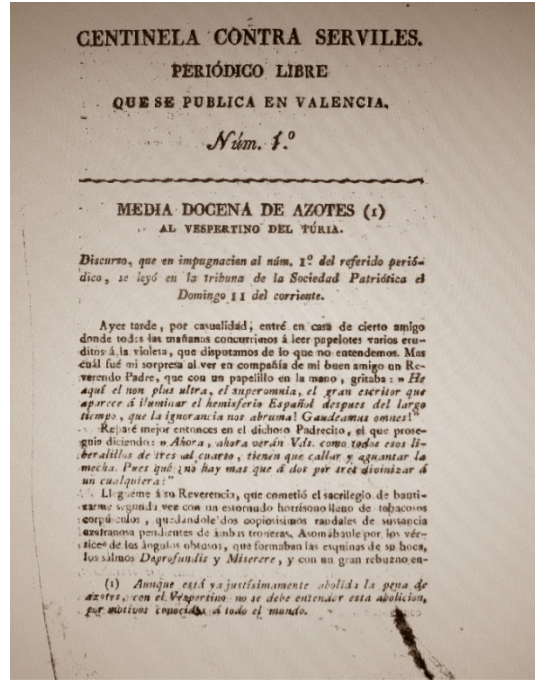 CENTINELA CONTRA SERVILES.
PERIÓDICO LIBRE
QUE SE PUBLICA EN VALENCIA.
Núm. 1.º
MEDIA DOCENA DE AZOTES (1)
AL VESPERTINO DEL TÚRIA.
Discurso, que en impugnacion al núm. 1.º del referido perió-
dico, se leyó en la tribuna de la Sociedad Patriótica el
Domingo 11 del corriente.
Ayer tarde, por casualidad, entré en casa de cierto amigo
donde todas las mañanas concurrimos á leer papelotes varios eru-
ditos á la violeta, que disputamos de lo que no entendemos. Mas
cuál fué mi sorpresa al ver en compañía de mi buen amigo un Re-
verendo Padre, que con un papelillo en la mano, gritaba: » He
aquí el non plus ultra, el superomnia, el gran escritor que
aparece á iluminar el hemisferio Español despues del largo
tiempo, que la ignorancia nos abruma! Gaudeamus omnes!"
Reparé mejor entonces en el dichoso Padrecito, el que prose-
guio diciendo: » Ahora, ahora verán Vds. como todos esos li-
beralillos de tres al cuarto, tienen que callar y aguantar la
mecha. Pues qué ¿no hay mas que á dos por tres divinizar á
un cualquiera?"
Lleguéme á su Reverencia, que cometió el sacrilegio de bauti-
zarme segunda vez con un estornudo horrísono lleno de tabacosos
corpúsculos, quedándole dos copiosisimos raudales de sustancia
azafranosa pendientes de ámbas troneras. Asomábanle por los vér-
tices de los ángulos obtusos, que formaban las esquinas de su boca,
los salmos Deprofundis y Miserere, y con un gran rebuzno en-
(1) Aunque está ya justísimamente abolida la pena de
azotes, con el Vespertino no se debe entender esta abolicion,
por motivos conocidos á todo el mundo.